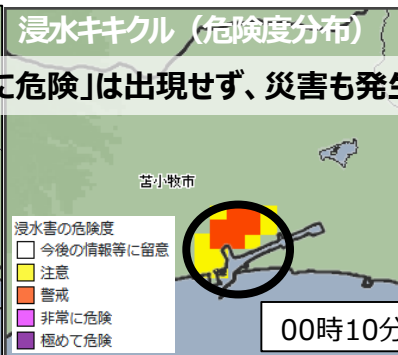 浸水キキクル（危険度分布）
に危険」は出現せず、災害も発生
苫小牧市
浸水害の危険度
今後の情報等に留意
注意
警戒
非常に危険
極めて危険
00時10分